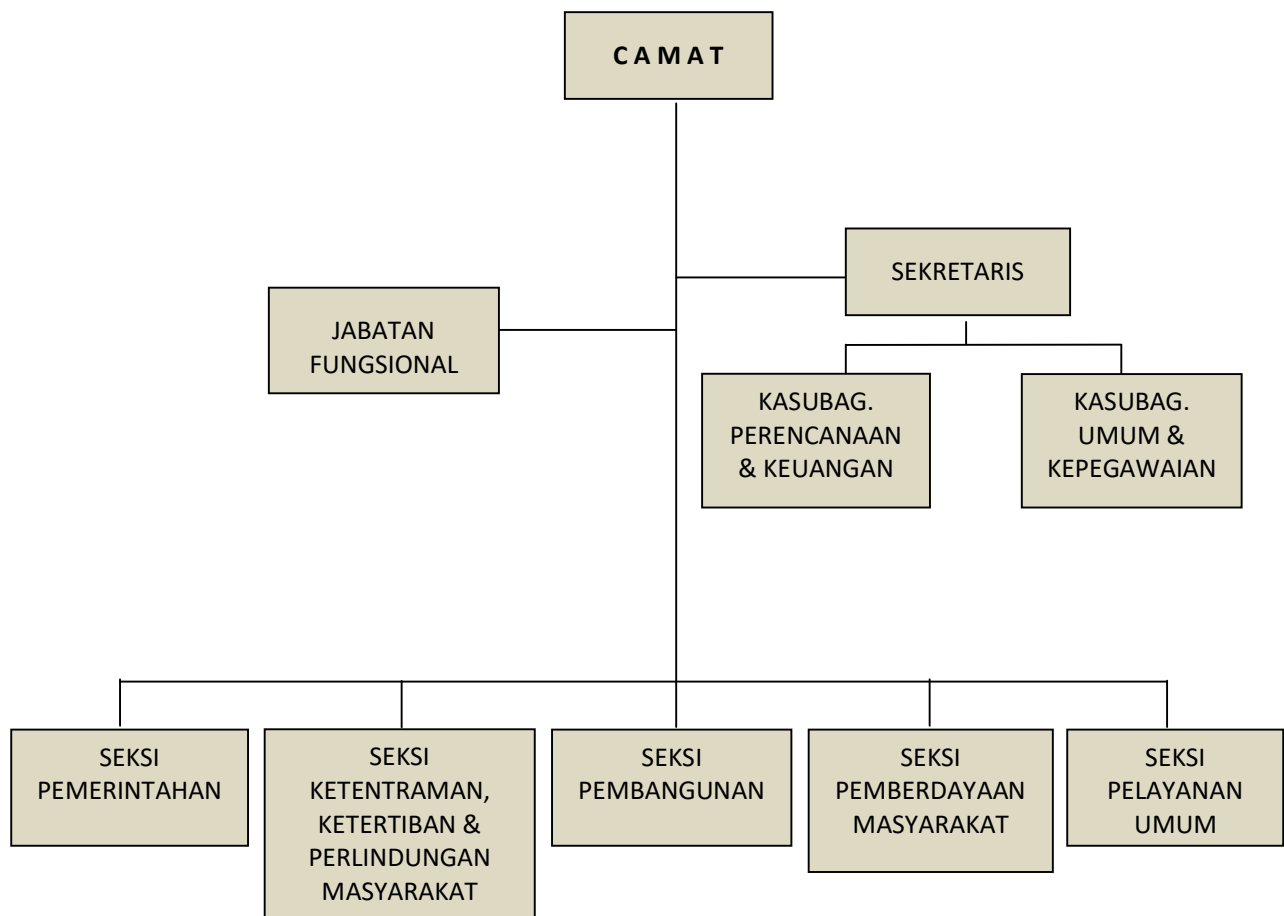 C A M A T
SEKRETARIS
JABATAN
FUNGSIONAL
KASUBAG.
PERENCANAAN
& KEUANGAN
KASUBAG.
UMUM &
KEPEGAWAIAN
SEKSI
PEMERINTAHAN
SEKSI
KETENTRAMAN,
KETERTIBAN &
PERLINDUNGAN
MASYARAKAT
SEKSI
PEMBANGUNAN
SEKSI
PEMBERDAYAAN
MASYARAKAT
SEKSI
PELAYANAN
UMUM